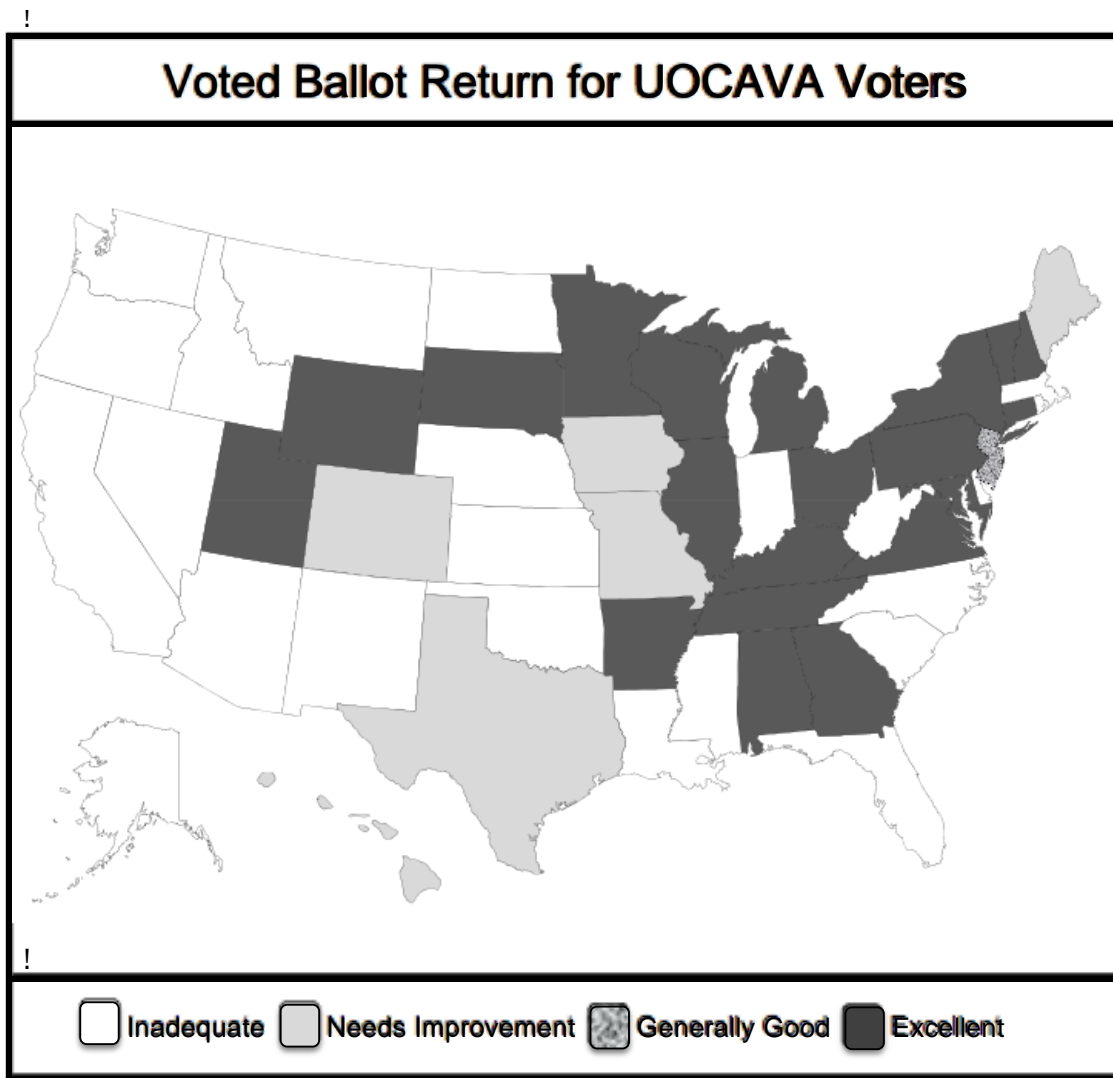 !
Voted Ballot Return for UOCAVA Voters
!
Inadequate Needs Improvement Generally Good Excellent